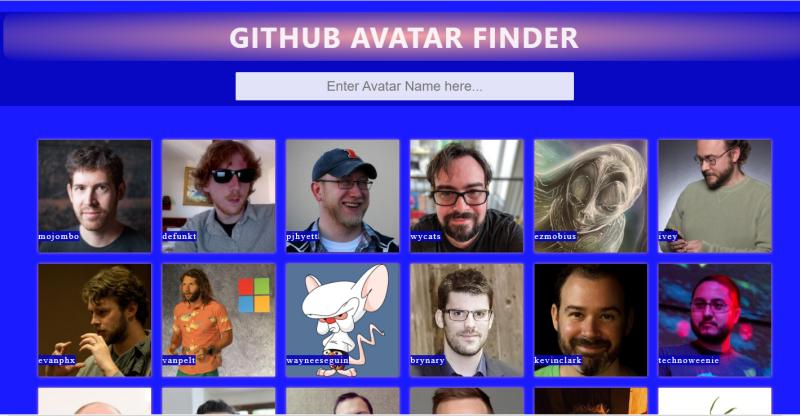 GITHUB AVATAR FINDER
Enter Avatar Name here...
mojombo
defunkt
pjhyett
wycats
ezmobius
ivey
evanphx
vanpelt
wayneeseguin
brynary
kevinclark
technoweenie